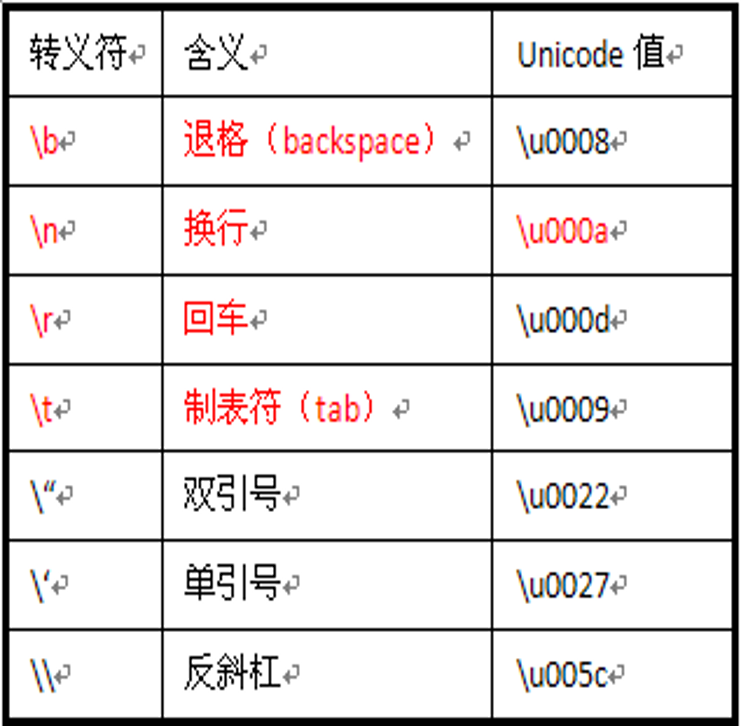 转义符 含义 Unicode 值
\b 退格（backspace） \u0008
\n 换行 \u000a
\r 回车 \u000d
\t 制表符（tab） \u0009
\“ 双引号 \u0022
\‘ 单引号 \u0027
\\ 反斜杠 \u005c